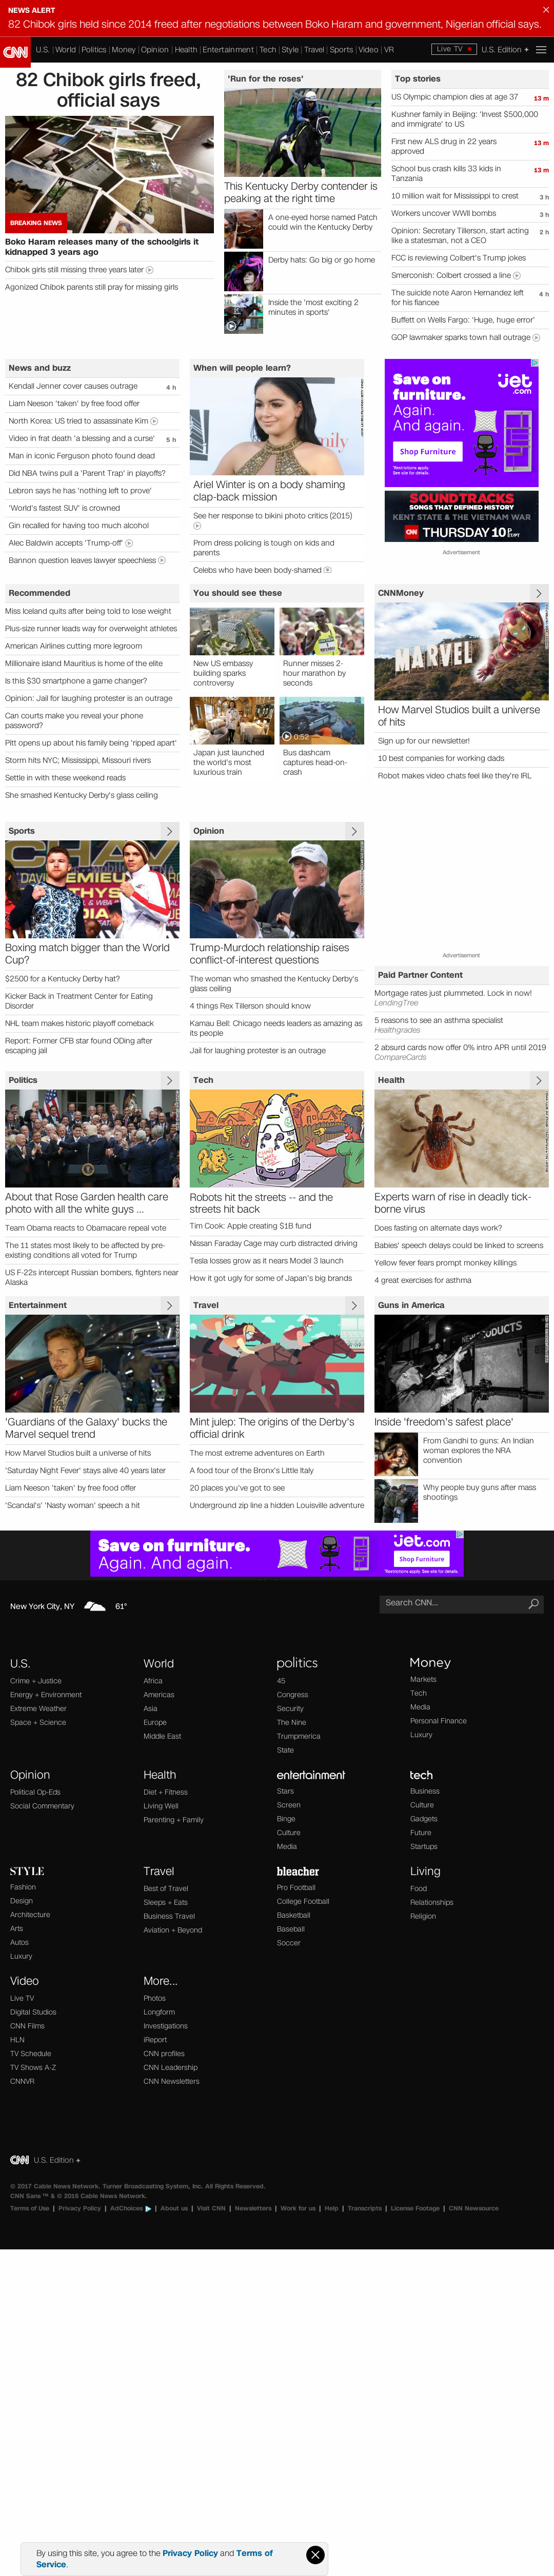 NEWS ALERT
82 Chibok girls held since 2014 freed after negotiations between Boko Haram and government, Nigerian official says.
CNN U.S. World Politics Money Opinion Health Entertainment Tech Style Travel Sports Video VR Live TV U.S. Edition +
82 Chibok girls freed,
official says
BREAKING NEWS
Boko Haram releases many of the schoolgirls it
kidnapped 3 years ago
Chibok girls still missing three years later
Agonized Chibok parents still pray for missing girls
'Run for the roses'
This Kentucky Derby contender is
peaking at the right time
A one-eyed horse named Patch
could win the Kentucky Derby
Derby hats: Go big or go home
Inside the 'most exciting 2
minutes in sports'
Top stories
US Olympic champion dies at age 37 13 m
Kushner family in Beijing: 'Invest $500,000
and immigrate' to US
First new ALS drug in 22 years 13 m
approved
School bus crash kills 33 kids in 13 m
Tanzania
10 million wait for Mississippi to crest 3 h
Workers uncover WWII bombs 3 h
Opinion: Secretary Tillerson, start acting 2 h
like a statesman, not a CEO
FCC is reviewing Colbert's Trump jokes
Smerconish: Colbert crossed a line
The suicide note Aaron Hernandez left 4 h
for his fiancee
Buffett on Wells Fargo: 'Huge, huge error'
GOP lawmaker sparks town hall outrage
News and buzz
Kendall Jenner cover causes outrage 4 h
Liam Neeson 'taken' by free food offer
North Korea: US tried to assassinate Kim
Video in frat death 'a blessing and a curse' 5 h
Man in iconic Ferguson photo found dead
Did NBA twins pull a 'Parent Trap' in playoffs?
Lebron says he has 'nothing left to prove'
'World's fastest SUV' is crowned
Gin recalled for having too much alcohol
Alec Baldwin accepts 'Trump-off'
Bannon question leaves lawyer speechless
When will people learn?
Ariel Winter is on a body shaming
clap-back mission
See her response to bikini photo critics (2015)
Prom dress policing is tough on kids and
parents
Celebs who have been body-shamed
Save on
furniture.
Again.
And again.
jet.com
Shop Furniture
*Restrictions apply.
See site for details.
SOUNDTRACKS
SONGS THAT DEFINED HISTORY
KENT STATE & THE VIETNAM WAR
CNN THURSDAY 10P ET/PT
Advertisement
Recommended
Miss Iceland quits after being told to lose weight
Plus-size runner leads way for overweight athletes
American Airlines cutting more legroom
Millionaire island Mauritius is home of the elite
Is this $30 smartphone a game changer?
Opinion: Jail for laughing protester is an outrage
Can courts make you reveal your phone
password?
Pitt opens up about his family being 'ripped apart'
Storm hits NYC; Mississippi, Missouri rivers
Settle in with these weekend reads
She smashed Kentucky Derby's glass ceiling
You should see these
New US embassy
building sparks
controversy
Runner misses 2-
hour marathon by
seconds
Japan just launched
the world's most
luxurious train
0:52
Bus dashcam
captures head-on-
crash
CNNMoney
MARVEL
How Marvel Studios built a universe
of hits
Sign up for our newsletter!
10 best companies for working dads
Robot makes video chats feel like they're IRL
Sports
Boxing match bigger than the World
Cup?
$2500 for a Kentucky Derby hat?
Kicker Back in Treatment Center for Eating
Disorder
NHL team makes historic playoff comeback
Report: Former CFB star found ODing after
escaping jail
Opinion
Trump-Murdoch relationship raises
conflict-of-interest questions
The woman who smashed the Kentucky Derby's
glass ceiling
4 things Rex Tillerson should know
Kamau Bell: Chicago needs leaders as amazing as
its people
Jail for laughing protester is an outrage
Advertisement
Paid Partner Content
Mortgage rates just plummeted. Lock in now!
LendingTree
5 reasons to see an asthma specialist
Healthgrades
2 absurd cards now offer 0% intro APR until 2019
CompareCards
Politics
About that Rose Garden health care
photo with all the white guys ...
Team Obama reacts to Obamacare repeal vote
The 11 states most likely to be affected by pre-
existing conditions all voted for Trump
US F-22s intercept Russian bombers, fighters near
Alaska
Tech
Robots hit the streets -- and the
streets hit back
Tim Cook: Apple creating $1B fund
Nissan Faraday Cage may curb distracted driving
Tesla losses grow as it nears Model 3 launch
How it got ugly for some of Japan's big brands
Health
Experts warn of rise in deadly tick-
borne virus
Does fasting on alternate days work?
Babies' speech delays could be linked to screens
Yellow fever fears prompt monkey killings
4 great exercises for asthma
Entertainment
'Guardians of the Galaxy' bucks the
Marvel sequel trend
How Marvel Studios built a universe of hits
'Saturday Night Fever' stays alive 40 years later
Liam Neeson 'taken' by free food offer
'Scandal's' 'Nasty woman' speech a hit
Travel
Mint julep: The origins of the Derby's
official drink
The most extreme adventures on Earth
A food tour of the Bronx's Little Italy
20 places you've got to see
Underground zip line a hidden Louisville adventure
Guns in America
Inside 'freedom's safest place'
From Gandhi to guns: An Indian
woman explores the NRA
convention
Why people buy guns after mass
shootings
Save on furniture.
Again. And again.
jet.com
Shop Furniture
*Restrictions apply. See site for details.
New York City, NY 61°
Search CNN...
U.S.
Crime + Justice
Energy + Environment
Extreme Weather
Space + Science
World
Africa
Americas
Asia
Europe
Middle East
politics
45
Congress
Security
The Nine
Trumpmerica
State
Money
Markets
Tech
Media
Personal Finance
Luxury
Opinion
Political Op-Eds
Social Commentary
Health
Diet + Fitness
Living Well
Parenting + Family
entertainment
Stars
Screen
Binge
Culture
Media
tech
Business
Culture
Gadgets
Future
Startups
STYLE
Fashion
Design
Architecture
Arts
Autos
Luxury
Travel
Best of Travel
Sleeps + Eats
Business Travel
Aviation + Beyond
bleacher
Pro Football
College Football
Basketball
Baseball
Soccer
Living
Food
Relationships
Religion
Video
Live TV
Digital Studios
CNN Films
HLN
TV Schedule
TV Shows A-Z
CNNVR
More...
Photos
Longform
Investigations
iReport
CNN profiles
CNN Leadership
CNN Newsletters
CNN U.S. Edition +
© 2017 Cable News Network. Turner Broadcasting System, Inc. All Rights Reserved.
CNN Sans ™ & © 2016 Cable News Network.
Terms of Use | Privacy Policy | AdChoices | About us | Visit CNN | Newsletters | Work for us | Help | Transcripts | License Footage | CNN Newsource
By using this site, you agree to the Privacy Policy and Terms of
Service.